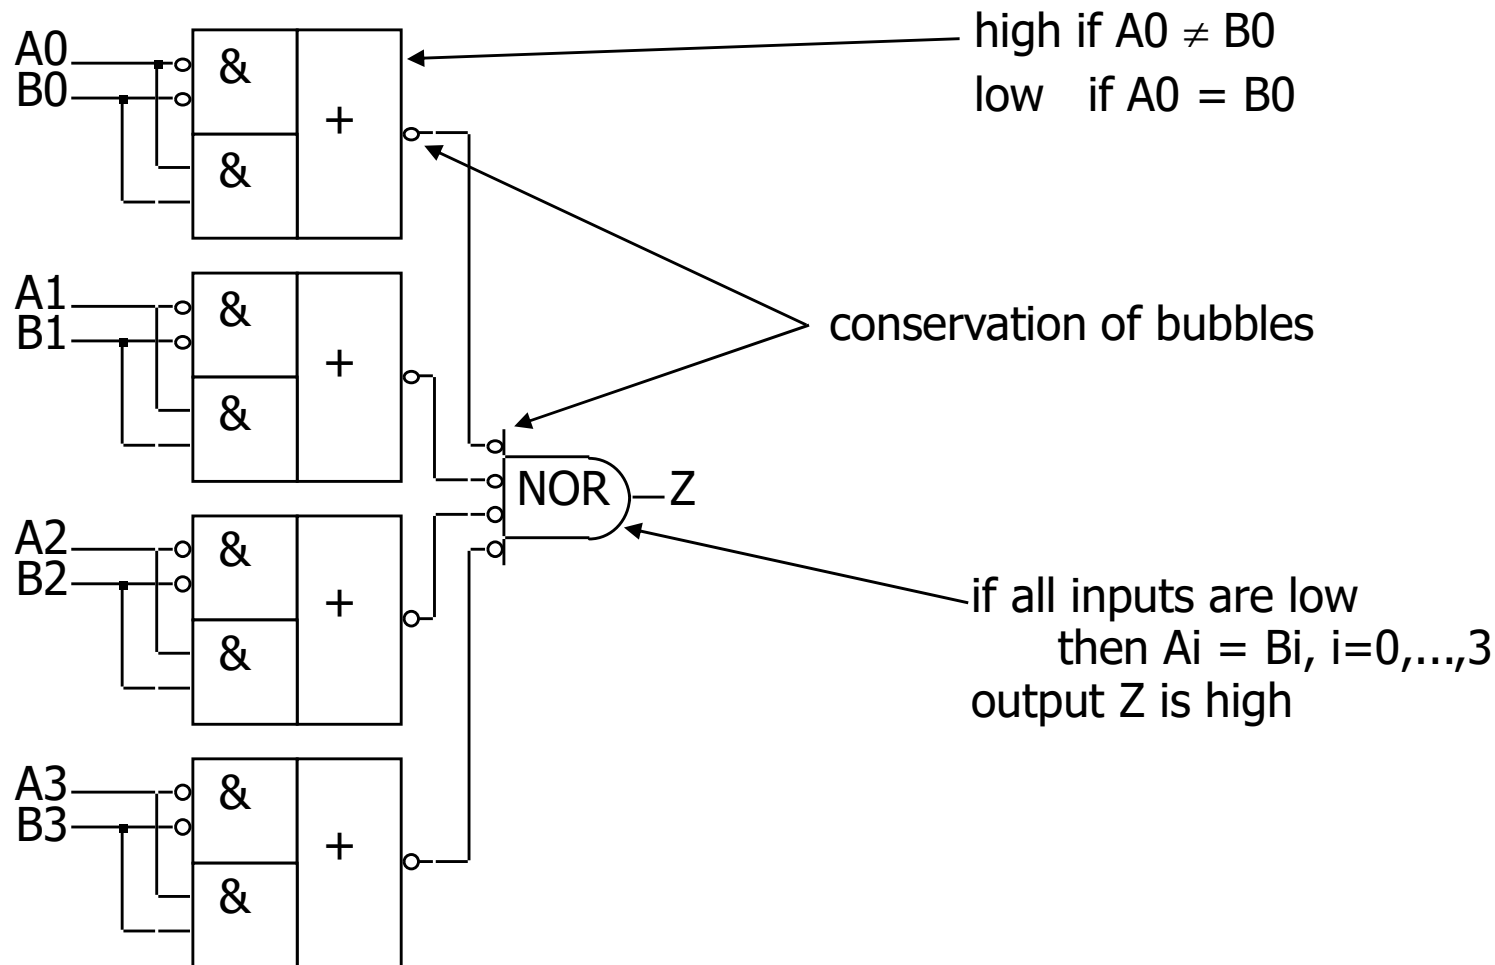 A0
B0
&
+
&
high if A0 ≠ B0
low if A0 = B0
A1
B1
&
+
&
conservation of bubbles
NOR
Z
A2
B2
&
+
&
if all inputs are low
then Ai = Bi, i=0,...,3
output Z is high
A3
B3
&
+
&